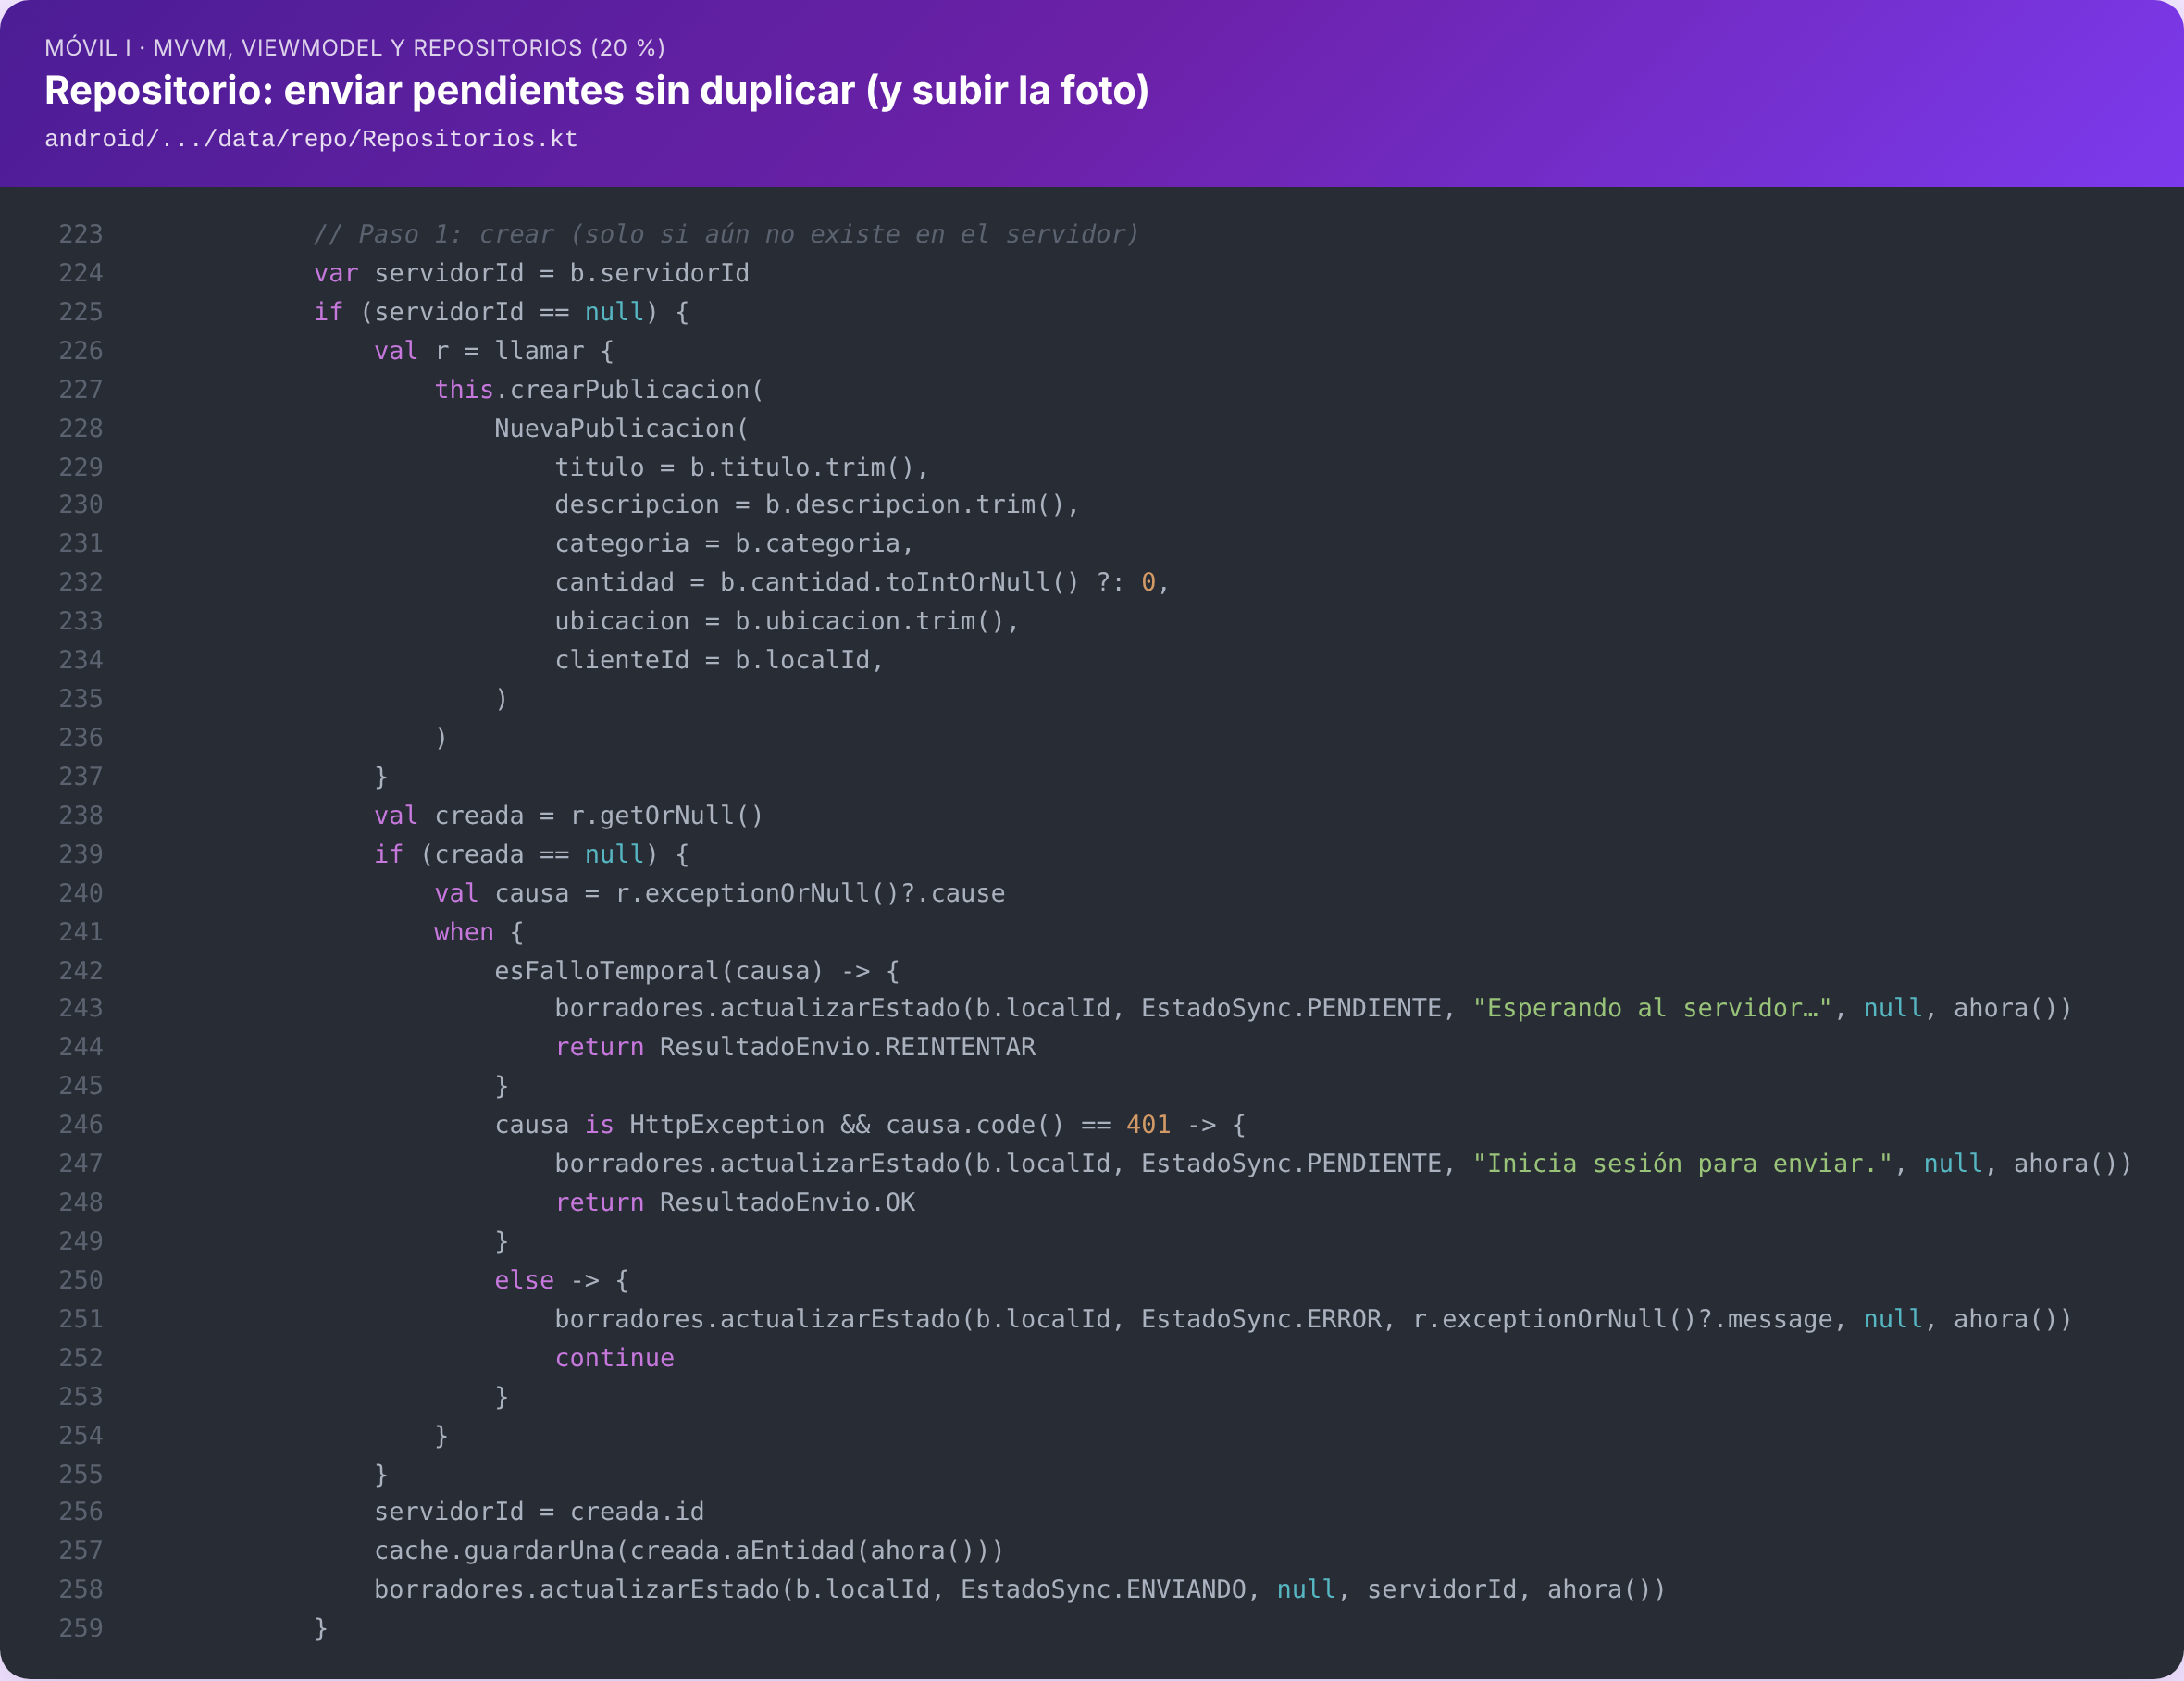 MÓVIL I · MVVM, VIEWMODEL Y REPOSITORIOS (20 %)
Repositorio: enviar pendientes sin duplicar (y subir la foto)
android/.../data/repo/Repositorios.kt
223 // Paso 1: crear (solo si aún no existe en el servidor)
224 var servidorId = b.servidorId
225 if (servidorId == null) {
226 val r = llamar {
227 this.crearPublicacion(
228 NuevaPublicacion(
229 titulo = b.titulo.trim(),
230 descripcion = b.descripcion.trim(),
231 categoria = b.categoria,
232 cantidad = b.cantidad.toIntOrNull() ?: 0,
233 ubicacion = b.ubicacion.trim(),
234 clienteId = b.localId,
235 )
236 )
237 }
238 val creada = r.getOrNull()
239 if (creada == null) {
240 val causa = r.exceptionOrNull()?.cause
241 when {
242 esFalloTemporal(causa) -> {
243 borradores.actualizarEstado(b.localId, EstadoSync.PENDIENTE, "Esperando al servidor…", null, ahora())
244 return ResultadoEnvio.REINTENTAR
245 }
246 causa is HttpException && causa.code() == 401 -> {
247 borradores.actualizarEstado(b.localId, EstadoSync.PENDIENTE, "Inicia sesión para enviar.", null, ahora())
248 return ResultadoEnvio.OK
249 }
250 else -> {
251 borradores.actualizarEstado(b.localId, EstadoSync.ERROR, r.exceptionOrNull()?.message, null, ahora())
252 continue
253 }
254 }
255 }
256 servidorId = creada.id
257 cache.guardarUna(creada.aEntidad(ahora()))
258 borradores.actualizarEstado(b.localId, EstadoSync.ENVIANDO, null, servidorId, ahora())
259 }